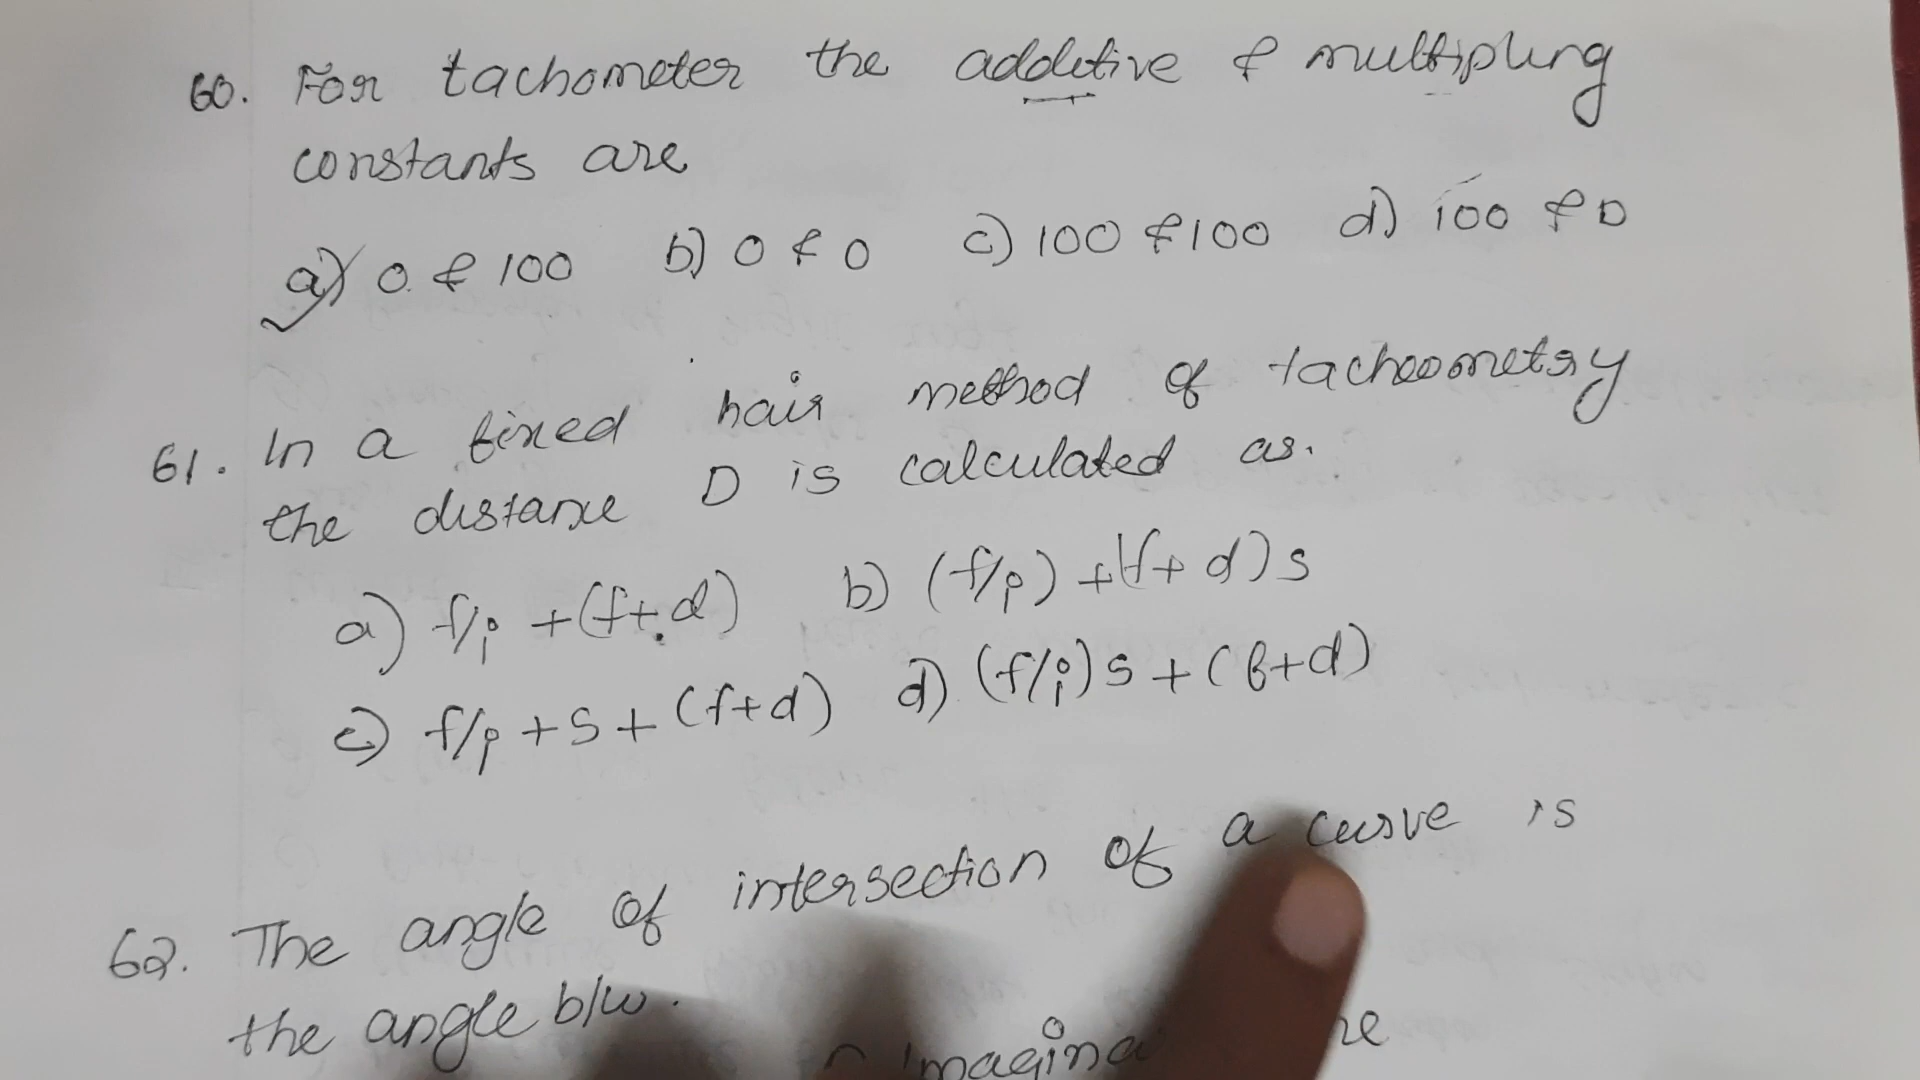 60. For tachometer the additive & multipling
constants are
a) 0 & 100 b) 0 & 0 c) 100 & 100 d) 100 & 0
61. In a fixed hair method of tacheometry
the distance D is calculated as.
a) f/i + (f+d) b) (f/i) + (f+d)s
c) f/i + s + (f+d) d) (f/i)s + (f+d)
62. The angle of intersection of a curve is
the angle b/w.